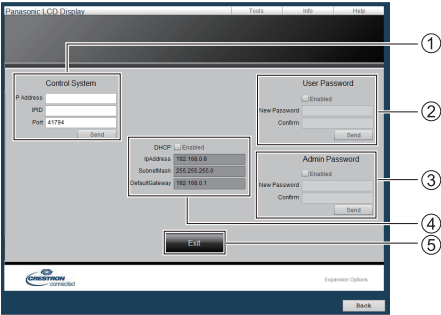 Panasonic LCD Display
Tools Info Help
①
Control System
P Address
IPID
Port 41794
Send
User Password
Enabled
New Password
Confirm
Send
②
DHCP Enabled
IpAddress 192.168.0.8
SubnetMask 255.255.255.0
DefaultGateway 192.168.0.1
Admin Password
Enabled
New Password
Confirm
Send
③
④
Exit
⑤
CRESTRON
connected
Expansion Options
Back